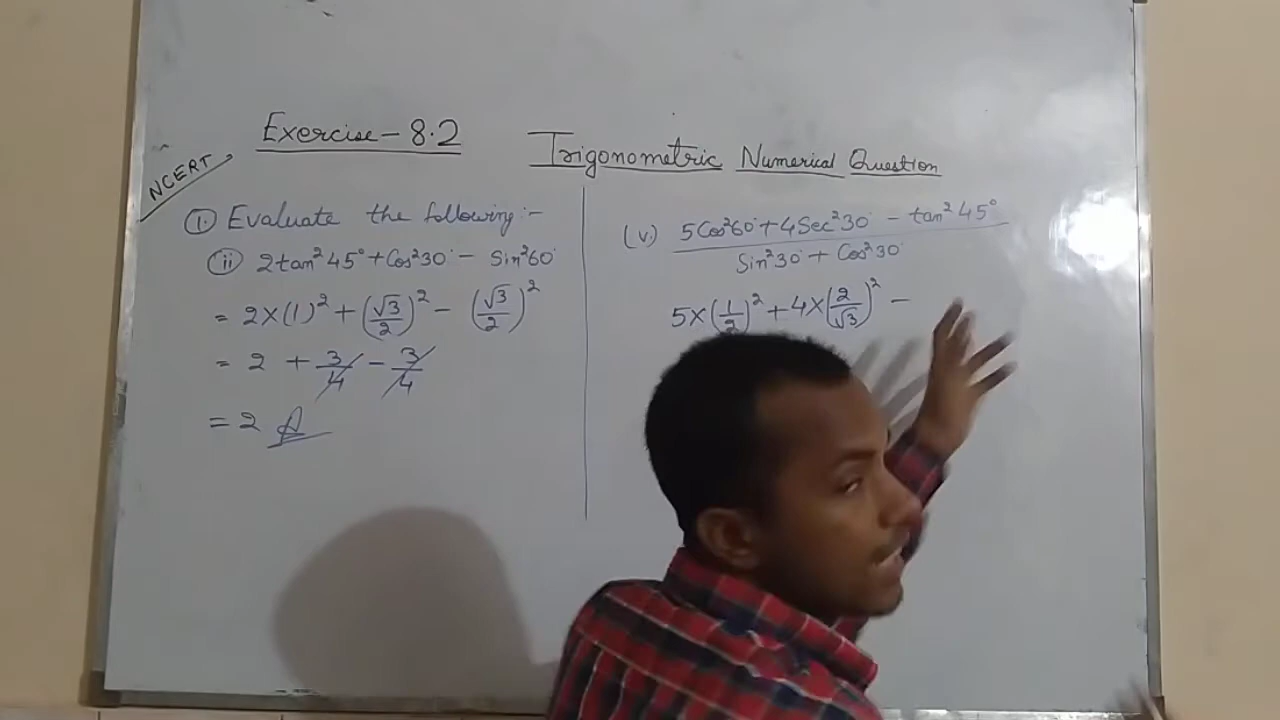 Exercise - 8.2
Trigonometric Numerical Question
NCERT
① Evaluate the following:-
ⓘⓘ 2tan²45° + Cos²30° - Sin²60°
= 2×(1)² + (√3/2)² - (√3/2)²
= 2 + 3/4 - 3/4
= 2 A
(v.) 5Cos²60° + 4Sec²30° - tan²45°
Sin²30° + Cos²30°
5×(1/2)² + 4×(2/√3)² -